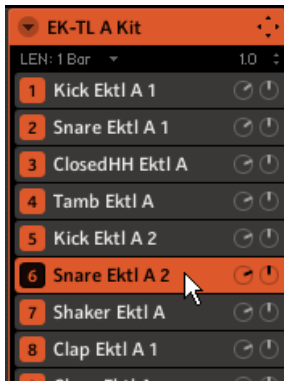 EK-TL A Kit
LEN: 1 Bar 1.0
1 Kick Ektl A 1
2 Snare Ektl A 1
3 ClosedHH Ektl A
4 Tamb Ektl A
5 Kick Ektl A 2
6 Snare Ektl A 2
7 Shaker Ektl A
8 Clap Ektl A 1